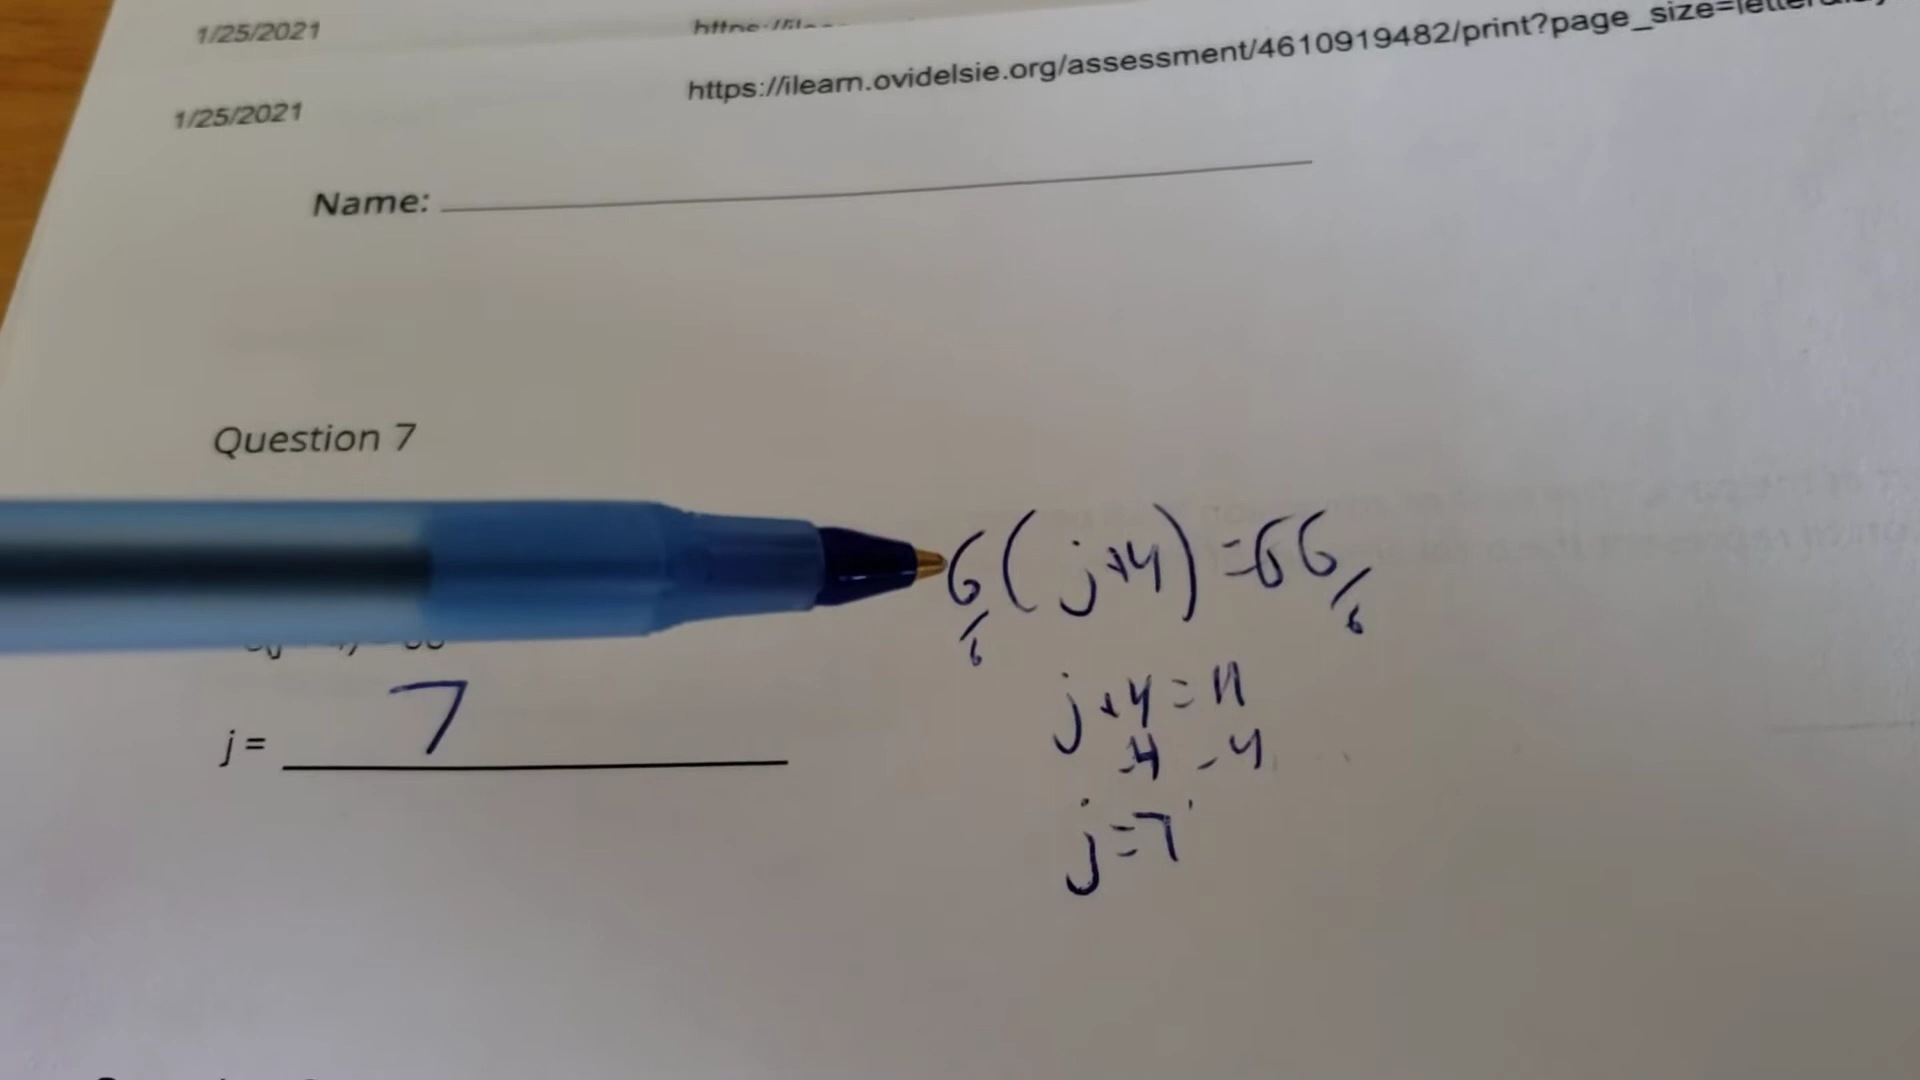 1/25/2021
1/25/2021 https://ilearn.ovidelsie.org/assessment/4610919482/print?page_size=letter
Name:
Question 7
6(j+4)=66
/6 /6
j+4=11
-4 -4
j=7
j = 7